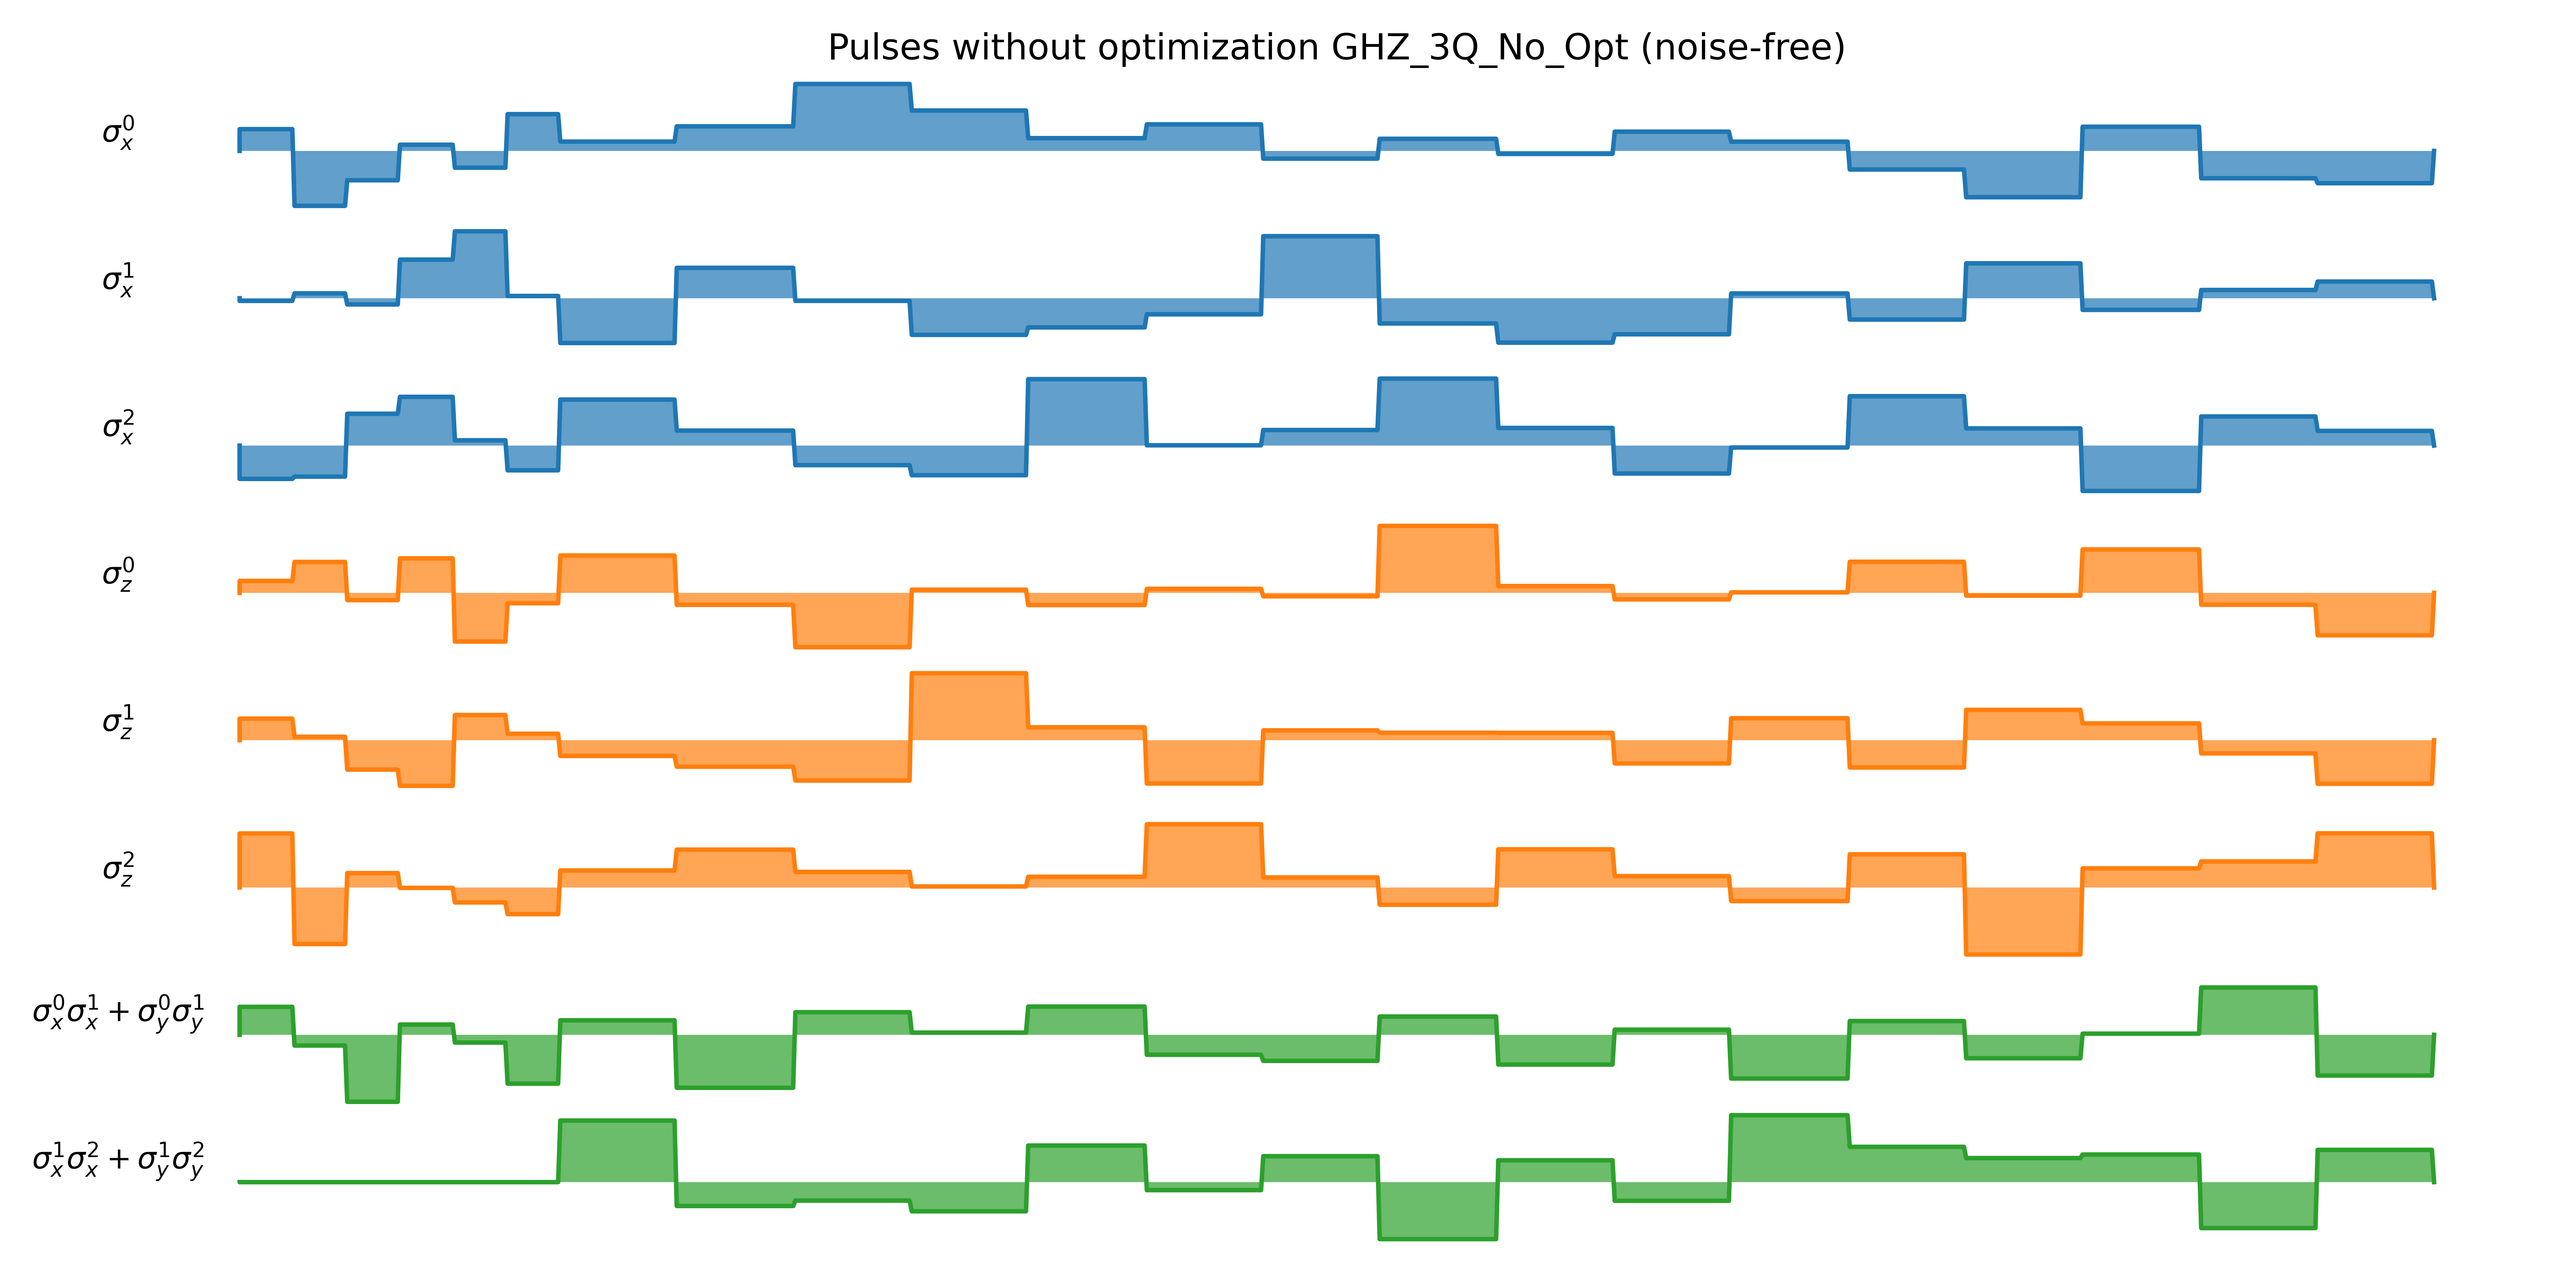 Pulses without optimization GHZ_3Q_No_Opt (noise-free)
σ_x^0
σ_x^1
σ_x^2
σ_z^0
σ_z^1
σ_z^2
σ_x^0σ_x^1 + σ_y^0σ_y^1
σ_x^1σ_x^2 + σ_y^1σ_y^2